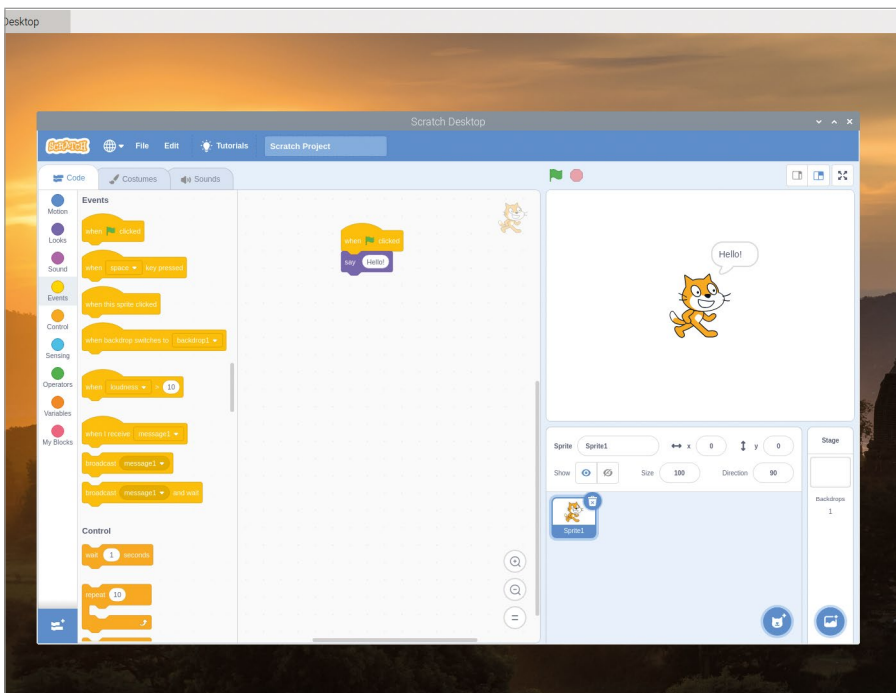 Desktop
Scratch Desktop
SCRATCH
File
Edit
Tutorials
Scratch Project
Code
Costumes
Sounds
Motion
Looks
Sound
Events
Control
Sensing
Operators
Variables
My Blocks
Events
when clicked
when space key pressed
when this sprite clicked
when backdrop switches to backdrop1
when loudness > 10
when I receive message1
broadcast message1
broadcast message1 and wait
Control
wait 1 seconds
repeat 10
when clicked
say Hello!
Hello!
Sprite Sprite1 x 0 y 0
Show Size 100 Direction 90
Sprite1
Stage
Backdrops
1